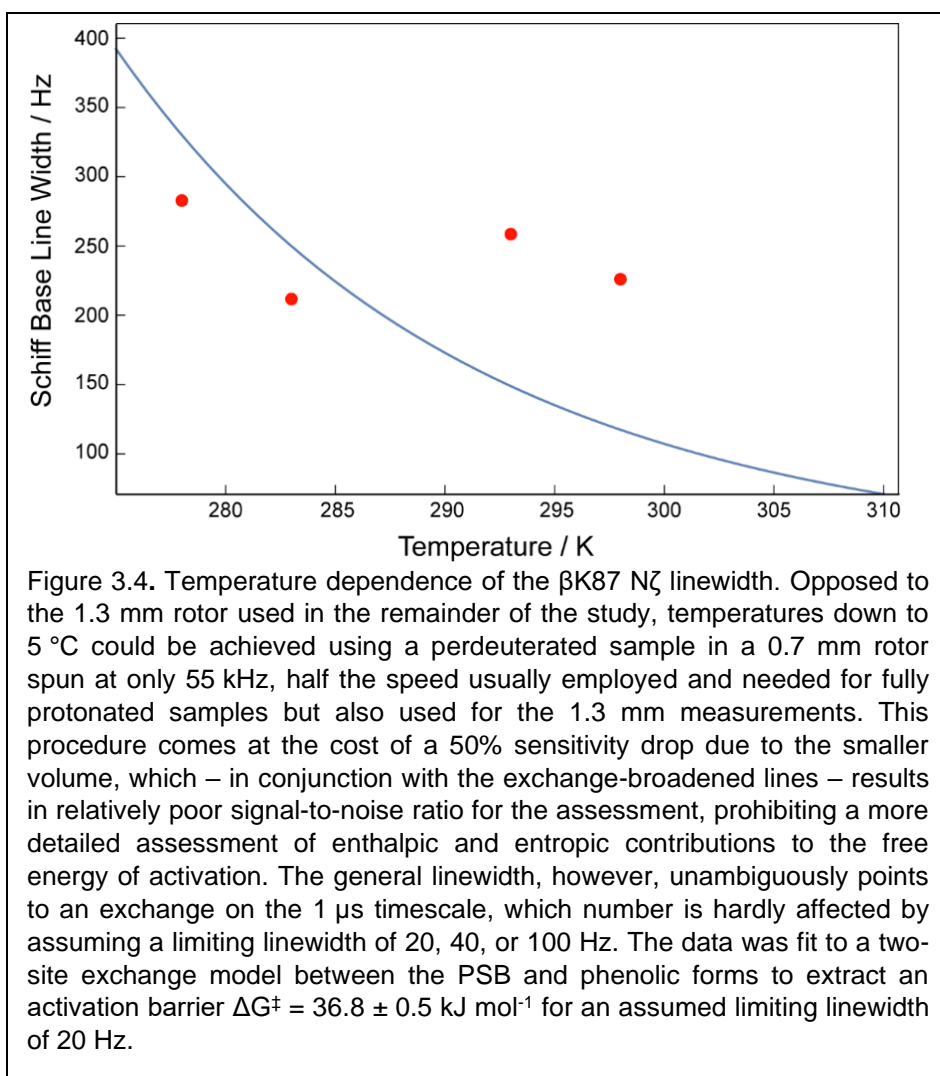 400
350
300
250
200
150
100
Schiff Base Line Width / Hz
280 285 290 295 300 305 310
Temperature / K
Figure 3.4. Temperature dependence of the βK87 Nζ linewidth. Opposed to
the 1.3 mm rotor used in the remainder of the study, temperatures down to
5 °C could be achieved using a perdeuterated sample in a 0.7 mm rotor
spun at only 55 kHz, half the speed usually employed and needed for fully
protonated samples but also used for the 1.3 mm measurements. This
procedure comes at the cost of a 50% sensitivity drop due to the smaller
volume, which – in conjunction with the exchange-broadened lines – results
in relatively poor signal-to-noise ratio for the assessment, prohibiting a more
detailed assessment of enthalpic and entropic contributions to the free
energy of activation. The general linewidth, however, unambiguously points
to an exchange on the 1 μs timescale, which number is hardly affected by
assuming a limiting linewidth of 20, 40, or 100 Hz. The data was fit to a two-
site exchange model between the PSB and phenolic forms to extract an
activation barrier ΔG‡ = 36.8 ± 0.5 kJ mol-1 for an assumed limiting linewidth
of 20 Hz.